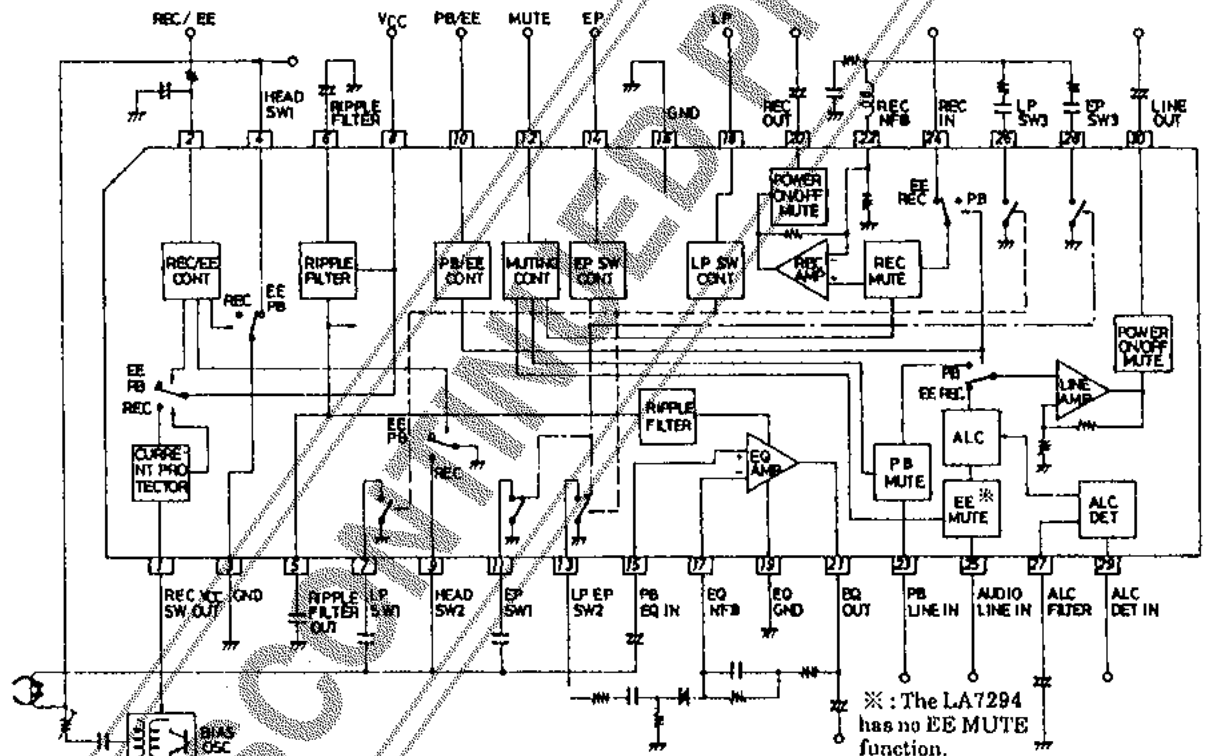 REC/EE
VCC
PB/EE
MUTE
EP
LP
HEAD SW1
RIPPLE FILTER
GND
REC OUT
REC NFB
REC IN
LP SW3
EP SW3
LINE OUT
2
4
6
8
10
12
14
16
18
20
22
24
26
28
30
REC/EE CONT
RIPPLE FILTER
PB/EE CONT
MUTING CONT
EP SW CONT
LP SW CONT
POWER ON/OFF MUTE
REC AMP
REC MUTE
EE
REC
PB
REC
EE
PB
POWER ON/OFF MUTE
EE
PB
REC
CURRE
NT PRO
TECTOR
EE
PB
REC
RIPPLE FILTER
EQ AMP
PB
EE REC
LINE AMP
ALC
PB MUTE
EE ※
MUTE
ALC DET
1
3
5
7
9
11
13
15
17
19
21
23
25
27
29
REC VCC SW OUT
GND
RIPPLE FILTER OUT
LP SW1
HEAD SW2
EP SW1
LP EP SW2
PB EQ IN
EQ NFB
EQ GND
EQ OUT
PB LINE IN
AUDIO LINE IN
ALC FILTER
ALC DET IN
BIAS OSC
※ : The LA7294
has no EE MUTE
function.